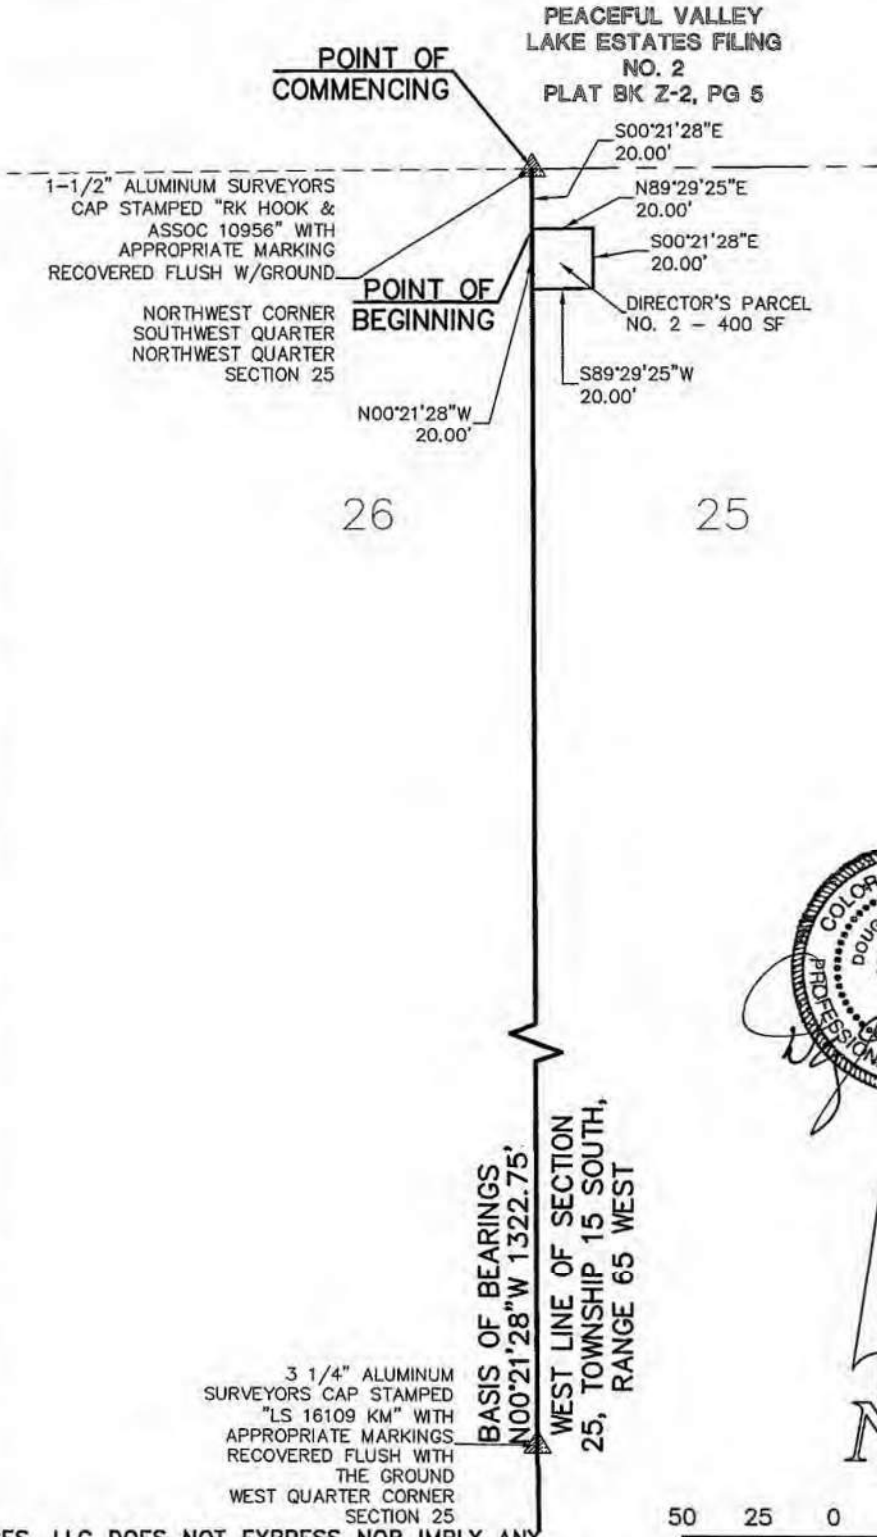 PEACEFUL VALLEY
LAKE ESTATES FILING
NO. 2
PLAT BK Z-2, PG 5
POINT OF
COMMENCING
S00°21'28"E
20.00'
1-1/2" ALUMINUM SURVEYORS
CAP STAMPED "RK HOOK &
ASSOC 10956" WITH
APPROPRIATE MARKING
RECOVERED FLUSH W/GROUND
N89°29'25"E
20.00'
S00°21'28"E
20.00'
POINT OF
BEGINNING
DIRECTOR'S PARCEL
NO. 2 - 400 SF
NORTHWEST CORNER
SOUTHWEST QUARTER
NORTHWEST QUARTER
SECTION 25
S89°29'25"W
20.00'
N00°21'28"W
20.00'
26
25
COLOR
DOUG
PROFESSION
BASIS OF BEARINGS
N00°21'28"W 1322.75'
WEST LINE OF SECTION
25, TOWNSHIP 15 SOUTH,
RANGE 65 WEST
3 1/4" ALUMINUM
SURVEYORS CAP STAMPED
"LS 16109 KM" WITH
APPROPRIATE MARKINGS
RECOVERED FLUSH WITH
THE GROUND
WEST QUARTER CORNER
SECTION 25
N
50 25 0
LLC DOES NOT EXPRESS NOR IMPLY ANY